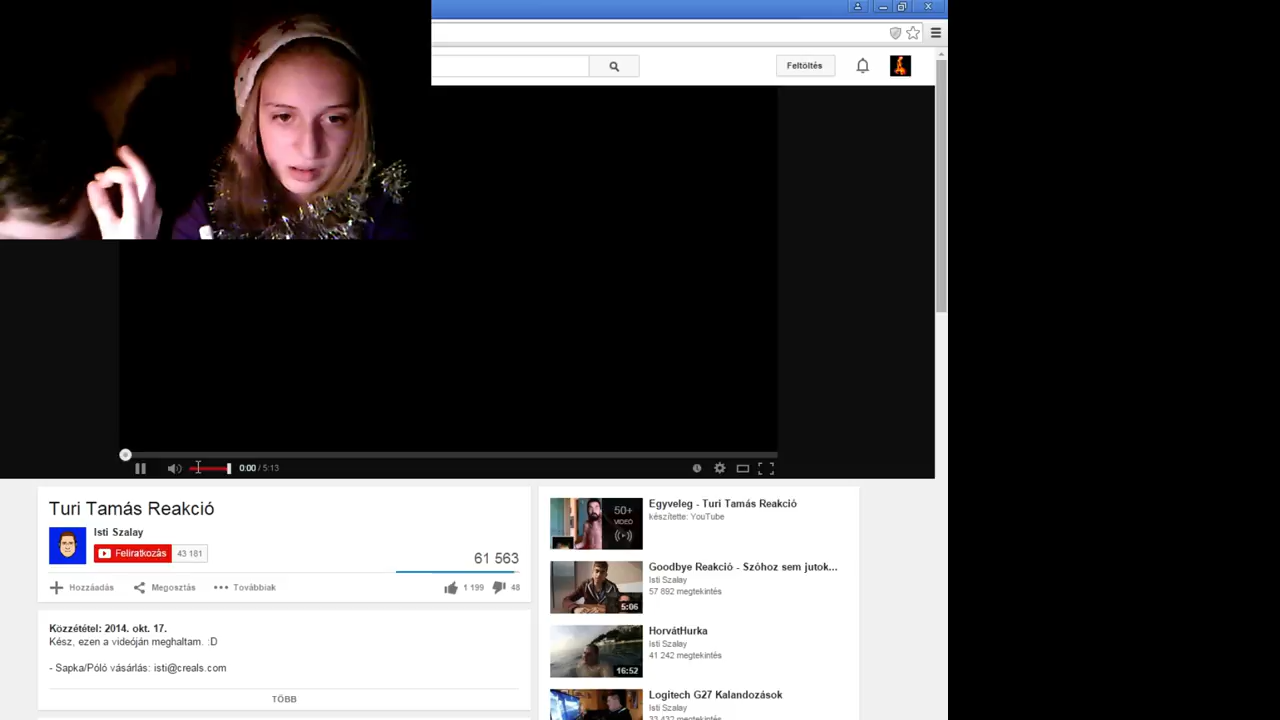 Feltöltés
0:00 / 5:13
Turi Tamás Reakció
Isti Szalay
Feliratkozás 43 181
61 563
Hozzáadás Megosztás Továbbiak 1 199 48
Közzététel: 2014. okt. 17.
Kész, ezen a videóján meghaltam. :D
- Sapka/Póló vásárlás: isti@creals.com
TÖBB
50+
VIDEO
Egyveleg - Turi Tamás Reakció
készítette: YouTube
5:06
Goodbye Reakció - Szóhoz sem jutok...
Isti Szalay
57 892 megtekintés
16:52
HorvátHurka
Isti Szalay
41 242 megtekintés
Logitech G27 Kalandozások
Isti Szalay
33 432 megtekintés